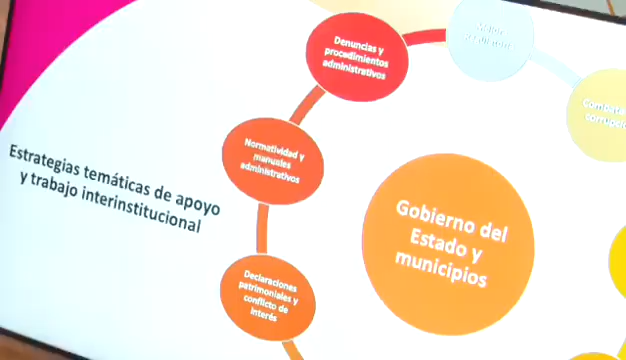 Estrategias temáticas de apoyo
y trabajo interinstitucional
Denuncias y
procedimientos
administrativos
Normatividad y
manuales
administrativos
Declaraciones
patrimoniales y
conflicto de
interés
Gobierno del
Estado y
municipios